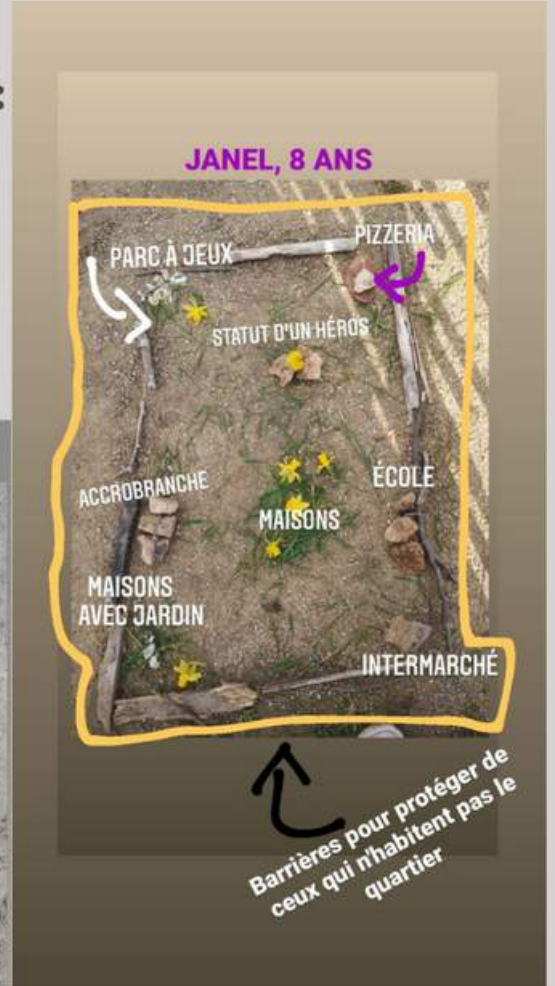 JANEL, 8 ANS
PIZZERIA
PARC À JEUX
STATUT D'UN HÉROS
ÉCOLE
ACCROBRANCHE
MAISONS
MAISONS
AVEC JARDIN
INTERMARCHÉ
Barrières pour protéger de
ceux qui n'habitent pas le
quartier